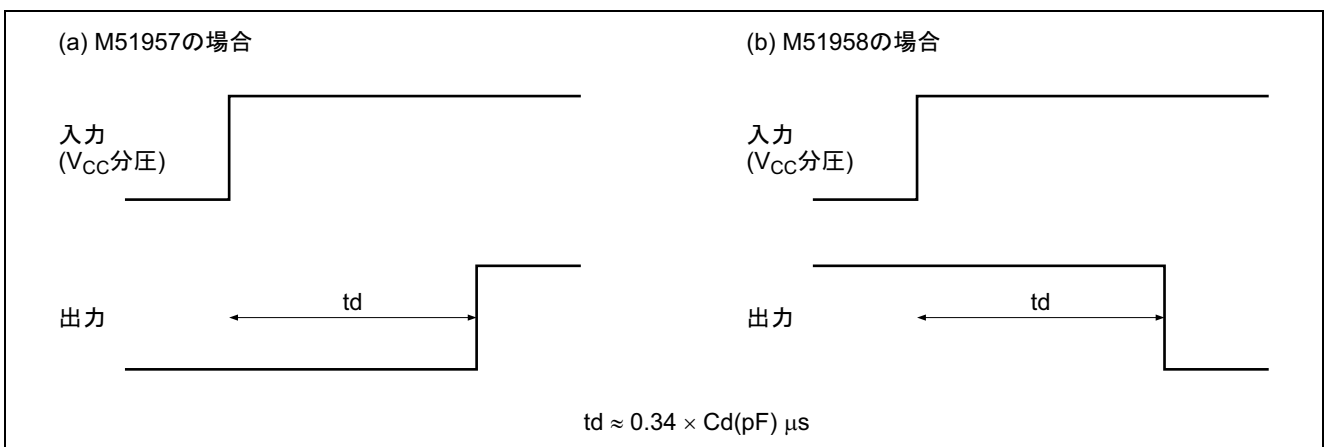 (a) M51957の場合
入力
(VCC分圧)
出力
td
(b) M51958の場合
入力
(VCC分圧)
出力
td
td ≈ 0.34 × Cd(pF) μs